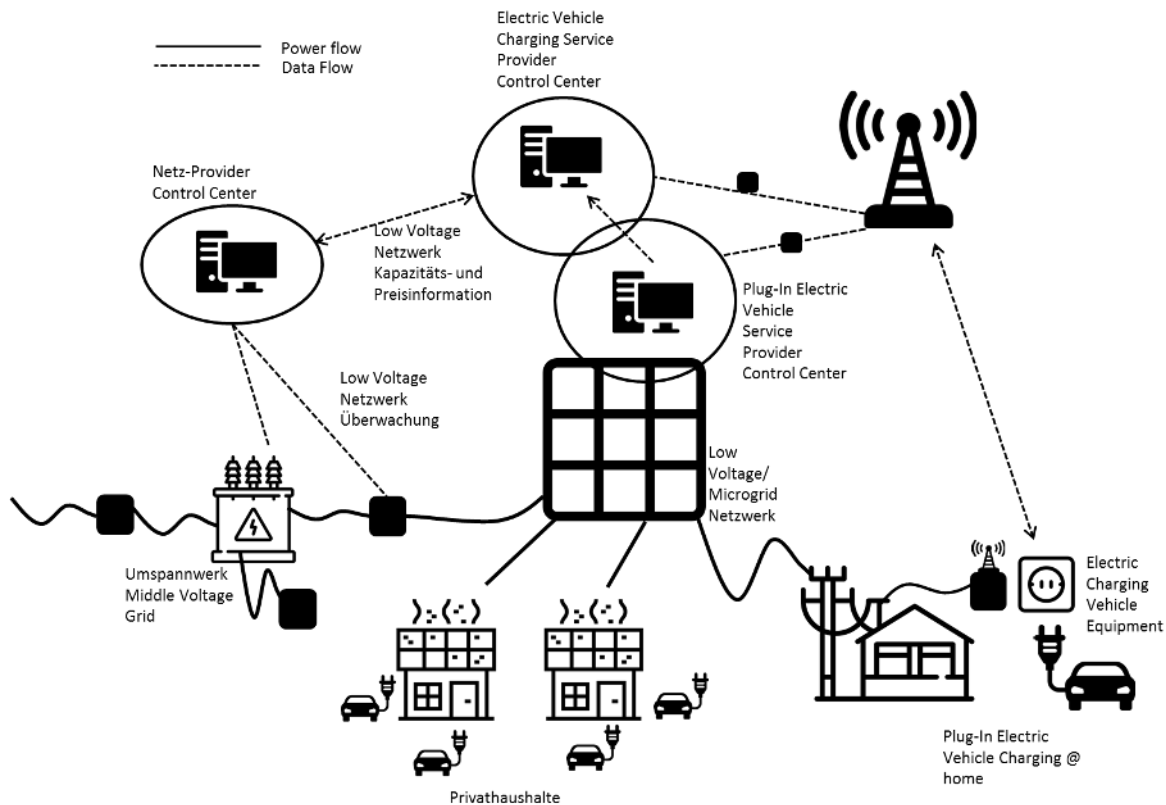 Power flow
Data Flow
Electric Vehicle
Charging Service
Provider
Control Center
Netz-Provider
Control Center
Low Voltage
Netzwerk
Kapazitäts- und
Preisinformation
Plug-In Electric
Vehicle
Service
Provider
Control Center
Low Voltage
Netzwerk
Überwachung
Low
Voltage/
Microgrid
Netzwerk
Umspannwerk
Middle Voltage
Grid
Electric
Charging
Vehicle
Equipment
Plug-In Electric
Vehicle Charging @
home
Privathaushalte